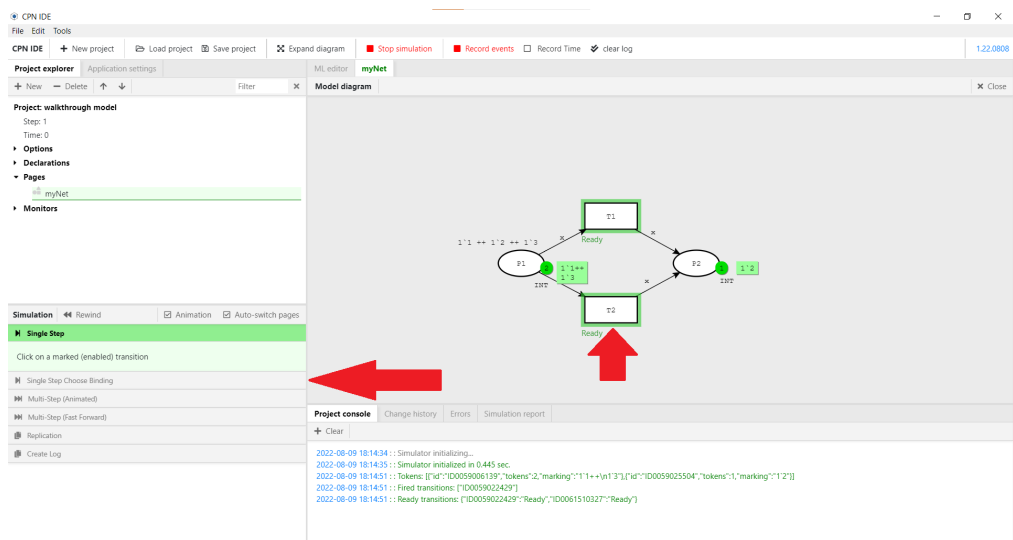 CPN IDE
File Edit Tools
CPN IDE New project Load project Save project Expand diagram Stop simulation Record events Record Time clear log 1.22.0808
Project explorer Application settings
New Delete Filter
Project: walkthrough model
Step: 1
Time: 0
Options
Declarations
Pages
myNet
Monitors
Simulation Rewind Animation Auto-switch pages
Single Step
Click on a marked (enabled) transition
Single Step Choose Binding
Multi-Step (Animated)
Multi-Step (Fast Forward)
Replication
Create Log
ML editor myNet
Model diagram Close
T1
1`1 ++ 1`2 ++ 1`3 x Ready x
P1 2 1`1++ P2 1 1`2
1`3
INT x INT
T2
Ready
Project console Change history Errors Simulation report
Clear
2022-08-09 18:14:34 : : Simulator initializing...
2022-08-09 18:14:35 : : Simulator initialized in 0.445 sec.
2022-08-09 18:14:51 : : Tokens: [{"id":"ID0059006139","tokens":2,"marking":"1`1++\n1`3"},{"id":"ID0059025504","tokens":1,"marking":"1`2"}]
2022-08-09 18:14:51 : : Fired transitions: ["ID0059022429"]
2022-08-09 18:14:51 : : Ready transitions: {"ID0059022429":"Ready","ID0061510327":"Ready"}